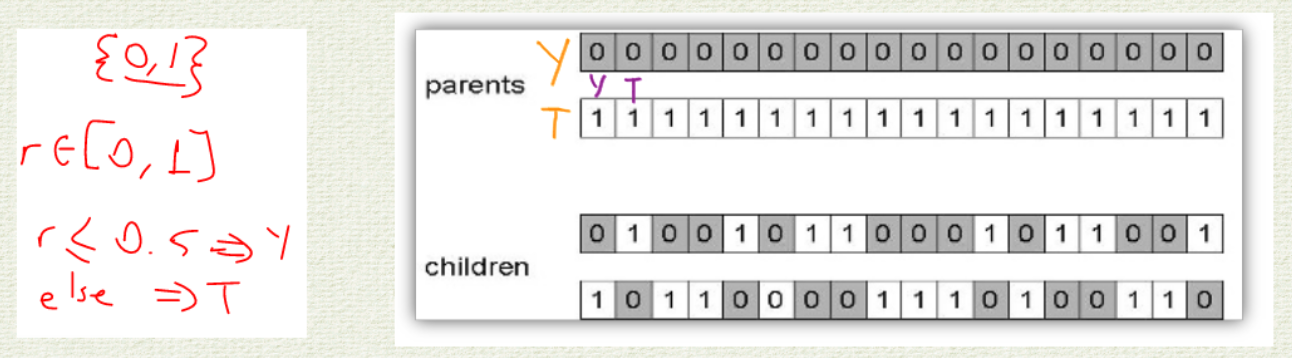 {0,1}
r∈[0,1]
r≤0.5⇒Y
else ⇒T
parents
Y 0 0 0 0 0 0 0 0 0 0 0 0 0 0 0 0 0 0
Y T
T 1 1 1 1 1 1 1 1 1 1 1 1 1 1 1 1 1 1
children
0 1 0 0 1 0 1 1 0 0 0 1 0 1 1 0 0 1
1 0 1 1 0 0 0 0 1 1 1 0 1 0 0 1 1 0